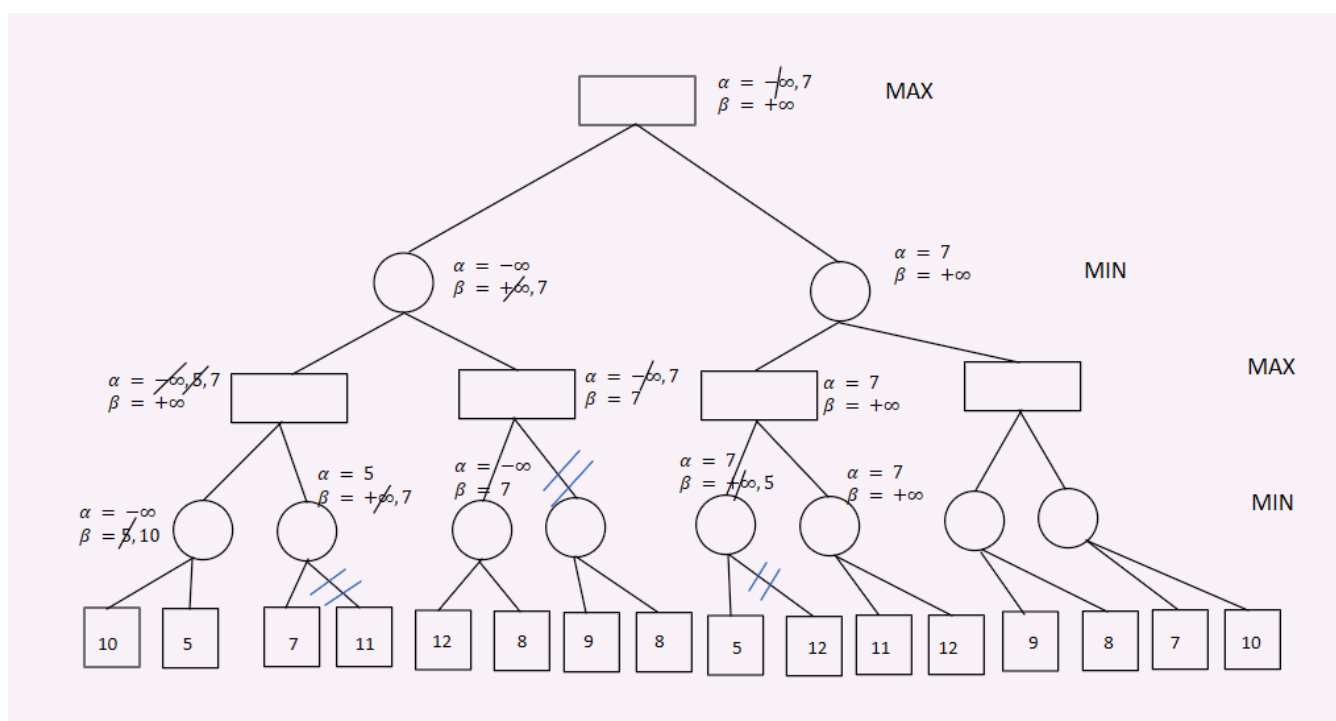 α = −∞, 7
β = +∞
MAX
α = −∞
β = +∞, 7
α = 7
β = +∞
MIN
α = −∞, 5, 7
β = +∞
α = −∞, 7
β = 7
α = 7
β = +∞
MAX
α = −∞
β = 5, 10
α = 5
β = +∞, 7
α = −∞
β = 7
α = 7
β = +∞, 5
α = 7
β = +∞
MIN
10 5 7 11 12 8 9 8 5 12 11 12 9 8 7 10